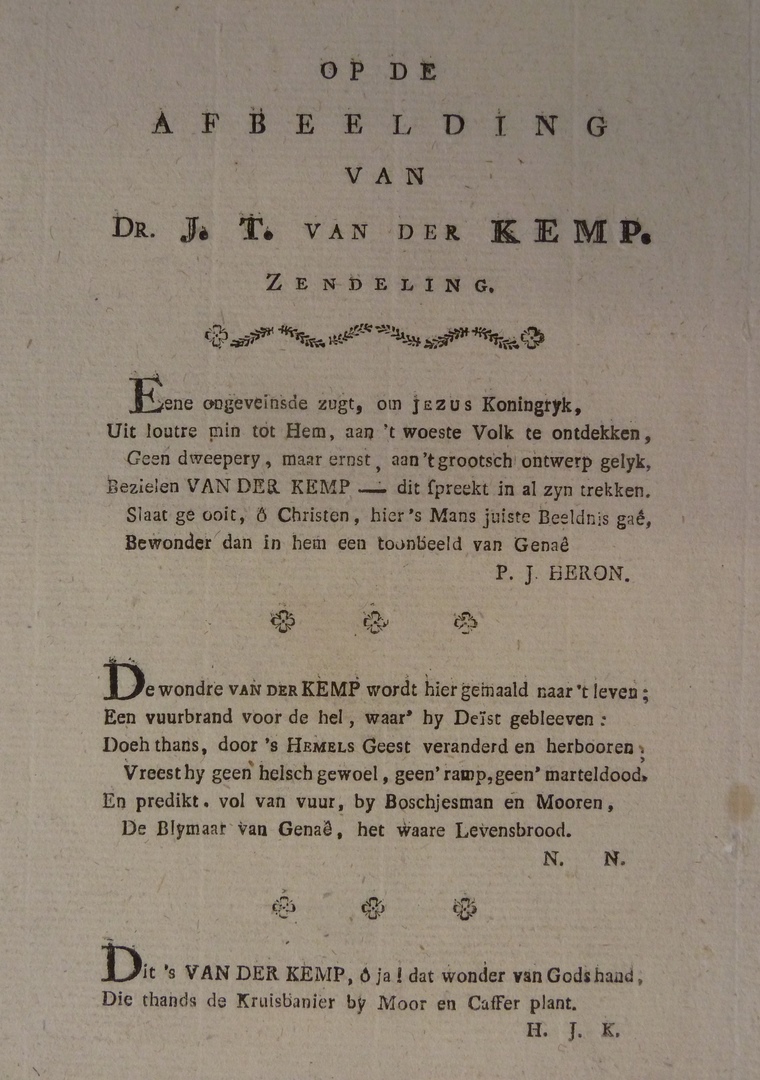 OP DE
AFBEELDING
VAN
DR. J. T. VAN DER KEMP.
ZENDELING.
Eene ongeveinsde zugt, om JEZUS Koningryk,
Uit loutre min tot Hem, aan 't woeste Volk te ontdekken,
Geen dweepery, maar ernst, aan 't grootsch ontwerp gelyk,
Bezielen VAN DER KEMP — dit ſpreekt in al zyn trekken.
Slaat ge ooit, ô Christen, hier 's Mans juiste Beeldnis gaê,
Bewonder dan in hem een toonbeeld van Genaê
P. J. HERON.
De wondre VAN DER KEMP wordt hier gemaald naar 't leven;
Een vuurbrand voor de hel, waar' hy Deïst gebleeven:
Doch thans, door 's HEMELS Geest veranderd en herbooren;
Vreest hy geen helsch gewoel, geen' ramp, geen' marteldood,
En predikt. vol van vuur, by Boschjesman en Mooren,
De Blymaar van Genaê, het waare Levensbrood.
N. N.
Dit 's VAN DER KEMP, ô ja! dat wonder van Gods hand,
Die thands de Kruisbanier by Moor en Caffer plant.
H. J. K.